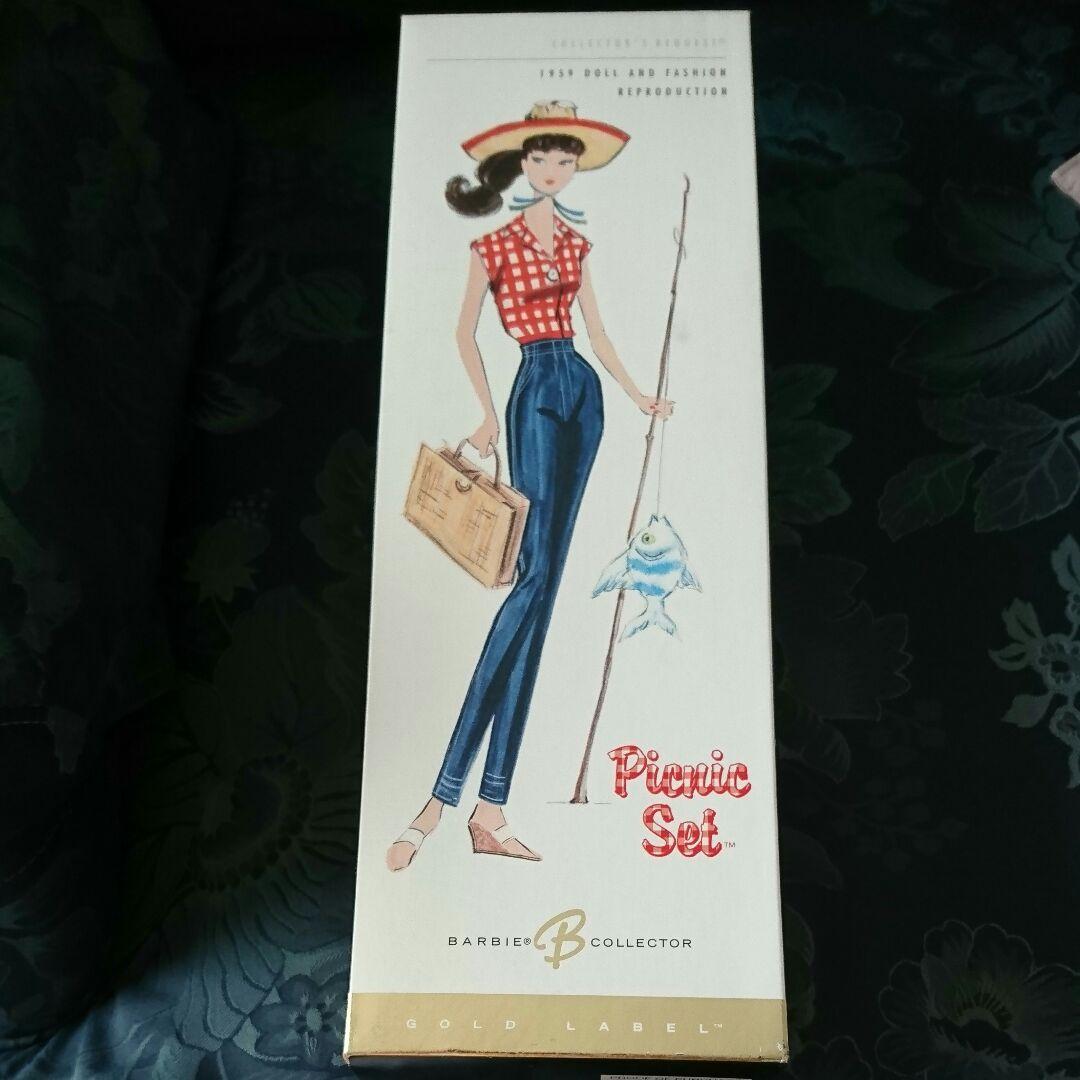 COLLECTOR'S REQUEST®
1959 DOLL AND FASHION
REPRODUCTION
Picnic
Set™
BARBIE® B COLLECTOR
GOLD LABEL™